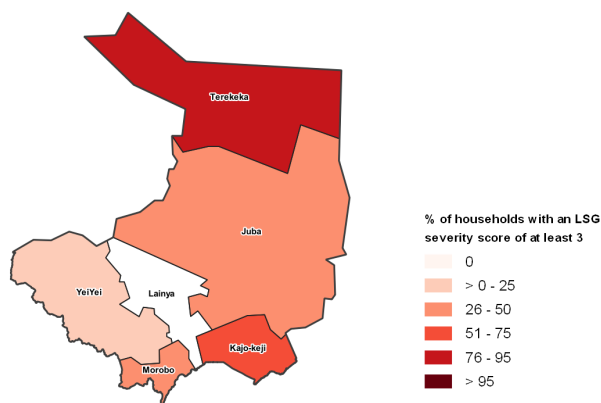 Terekeka
Juba
YeiYei
Lainya
Kajo-keji
Morobo
% of households with an LSG
severity score of at least 3
0
> 0 - 25
26 - 50
51 - 75
76 - 95
> 95